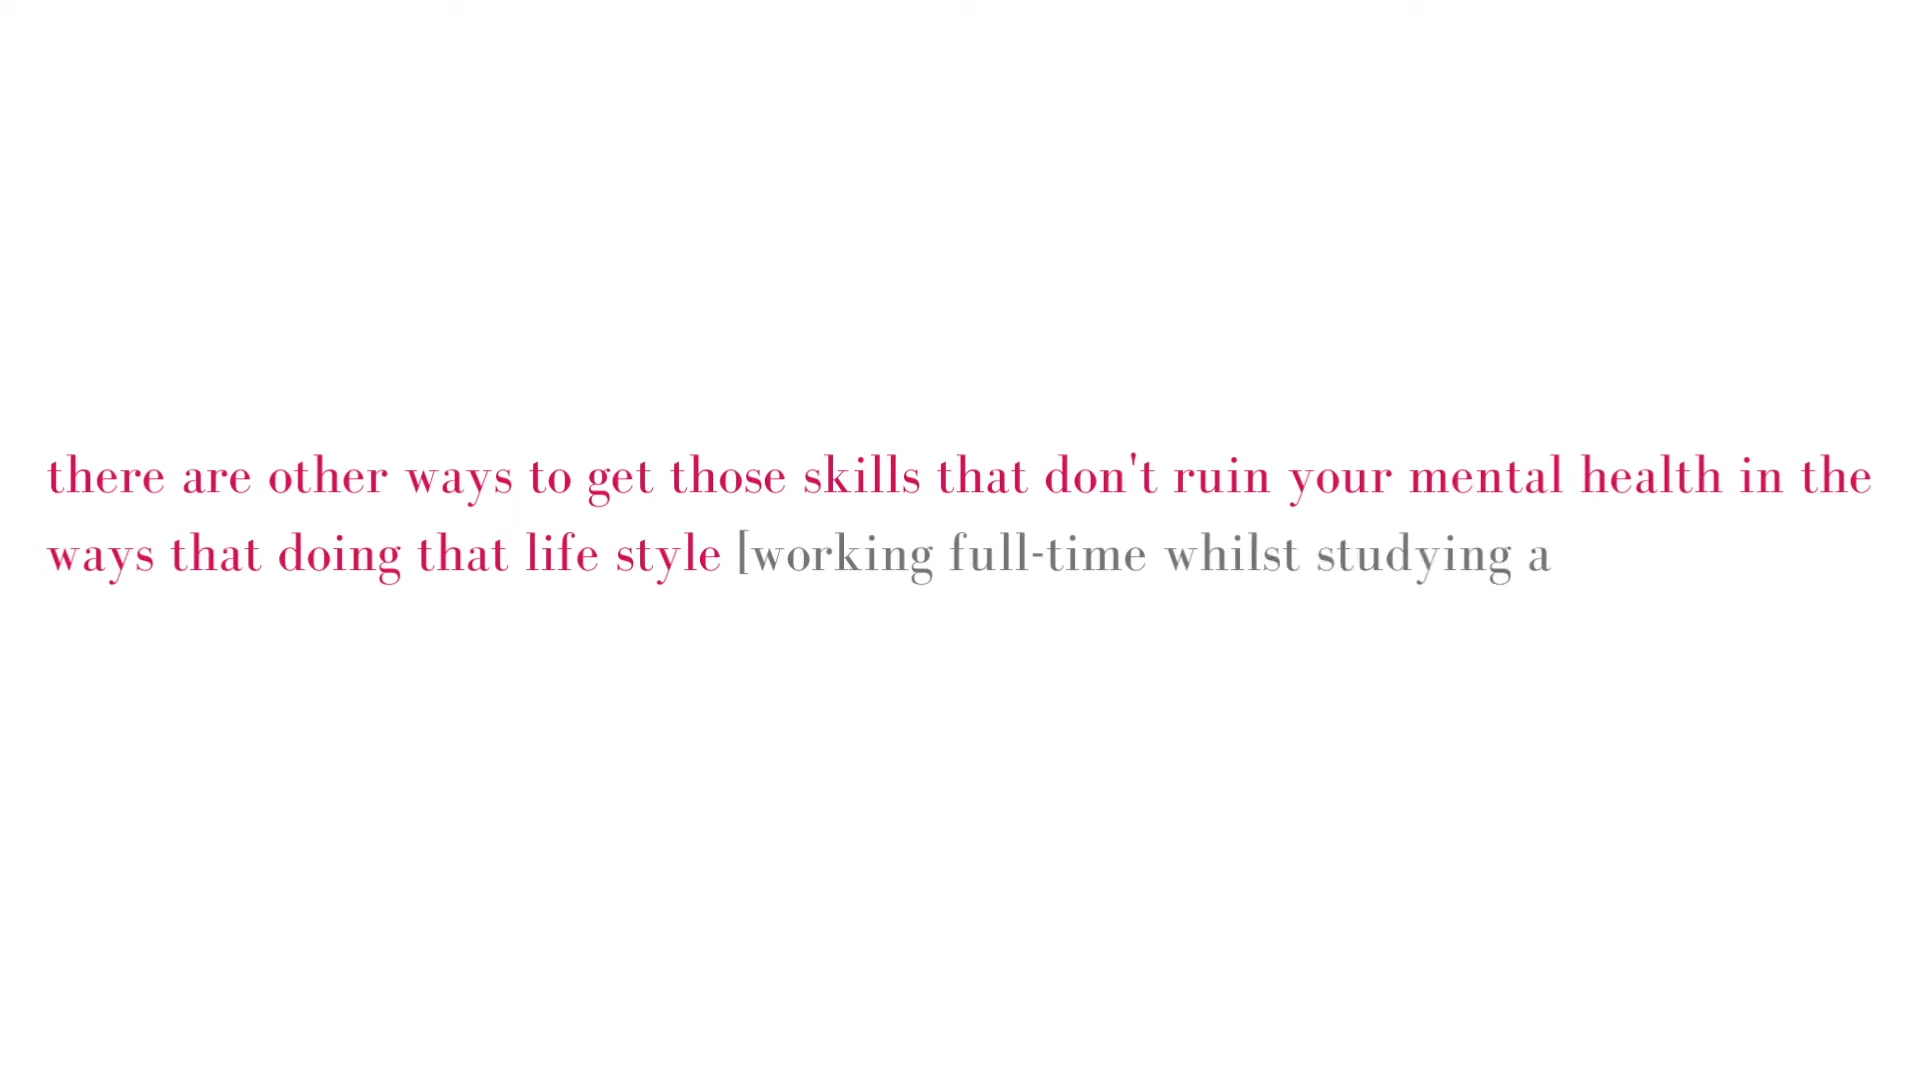 there are other ways to get those skills that don't ruin your mental health in the
ways that doing that life style [working full-time whilst studying a